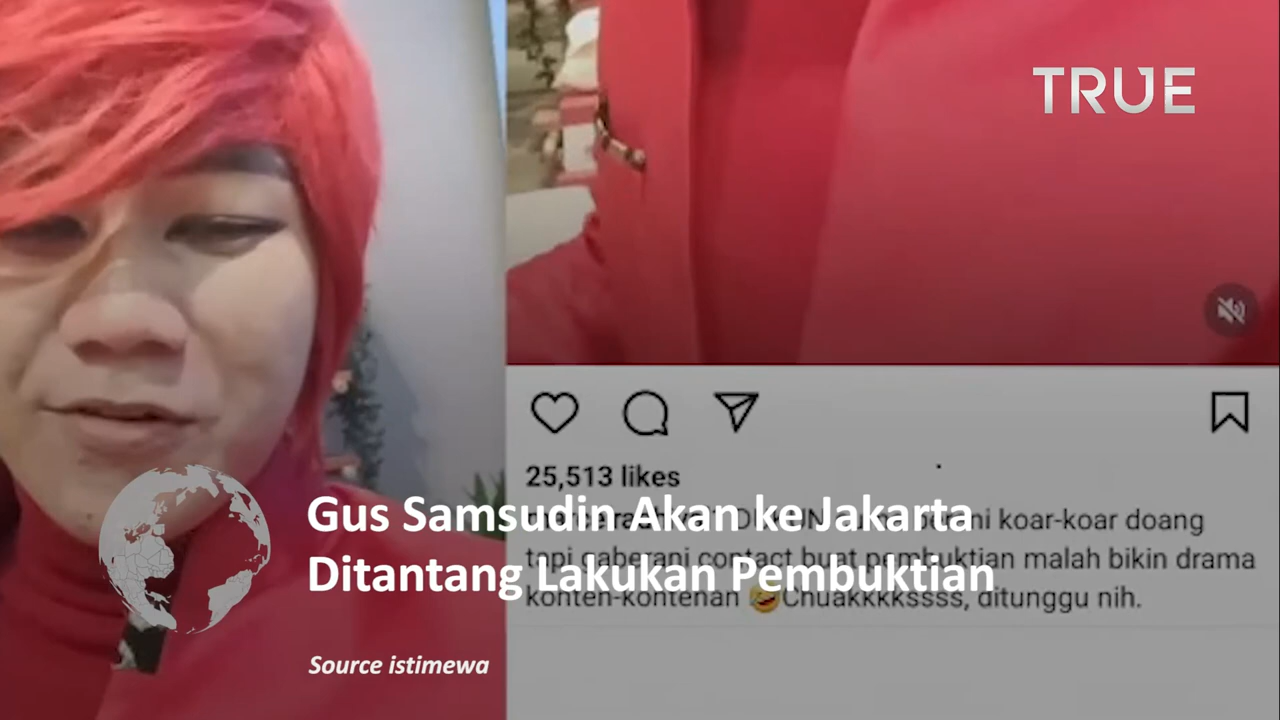 TRUE
25,513 likes
koar-koar doang
tapi gaberani contact buat pembuktian malah bikin drama
konten-kontenan 🤣Chuakkkkssss, ditunggu nih.
Gus Samsudin Akan ke Jakarta
Ditantang Lakukan Pembuktian
Source istimewa